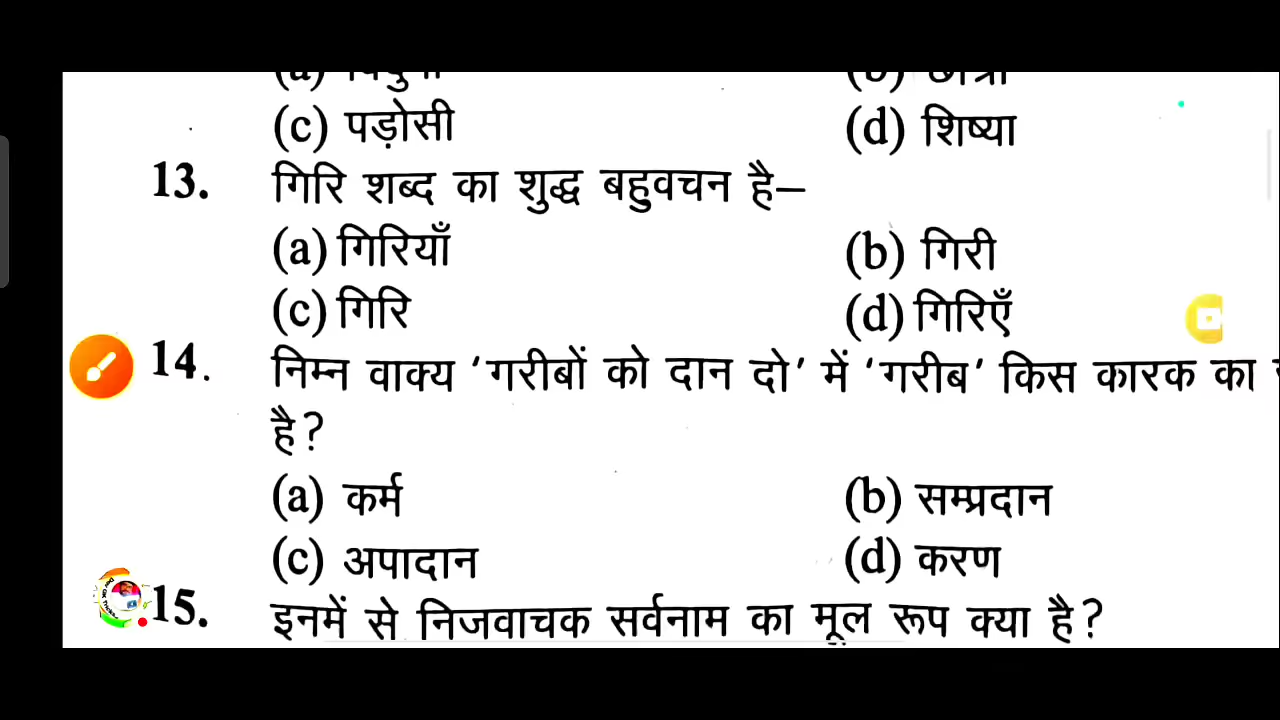 (c) पड़ोसी (d) शिष्या
13. गिरि शब्द का शुद्ध बहुवचन है–
(a) गिरियाँ (b) गिरी
(c) गिरि (d) गिरिएँ
14. निम्न वाक्य ‘गरीबों को दान दो’ में ‘गरीब’ किस कारक का
है?
(a) कर्म (b) सम्प्रदान
(c) अपादान (d) करण
15. इनमें से निजवाचक सर्वनाम का मूल रूप क्या है?